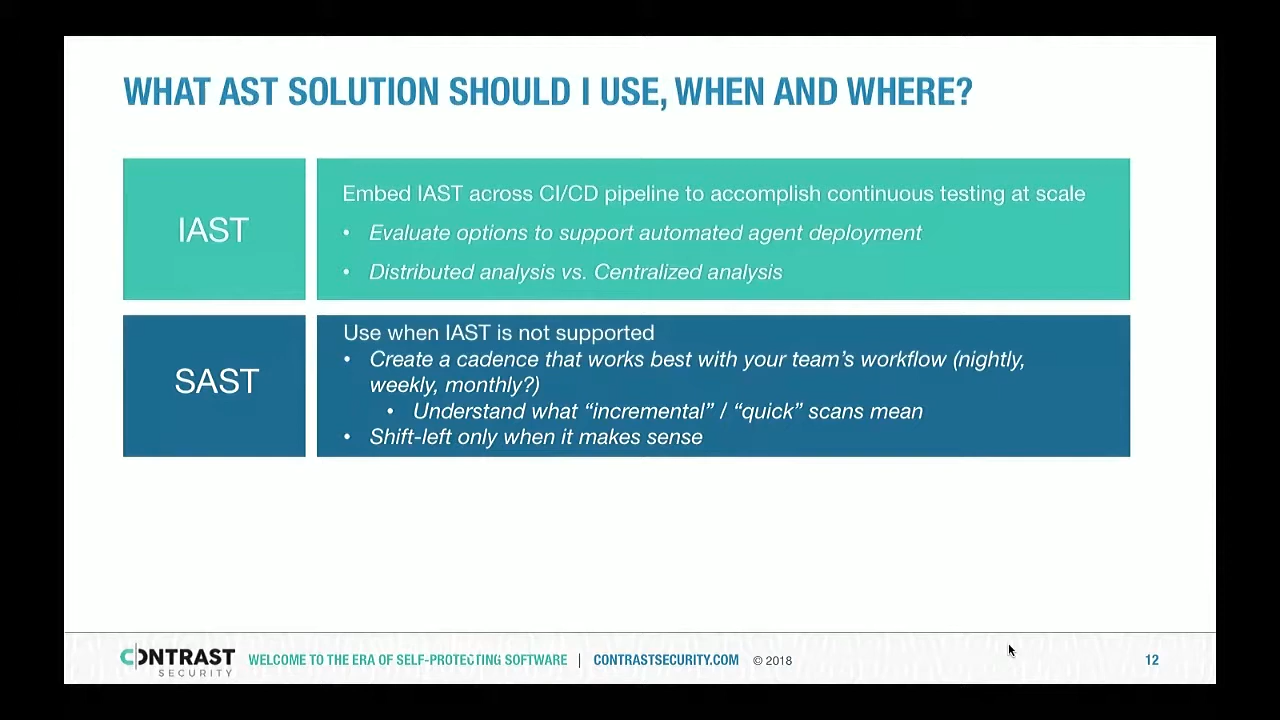 WHAT AST SOLUTION SHOULD I USE, WHEN AND WHERE?
IAST
Embed IAST across CI/CD pipeline to accomplish continuous testing at scale
• Evaluate options to support automated agent deployment
• Distributed analysis vs. Centralized analysis
SAST
Use when IAST is not supported
• Create a cadence that works best with your team’s workflow (nightly,
weekly, monthly?)
• Understand what “incremental” / “quick” scans mean
• Shift-left only when it makes sense
CONTRAST
SECURITY
WELCOME TO THE ERA OF SELF-PROTECTING SOFTWARE | CONTRASTSECURITY.COM © 2018
12